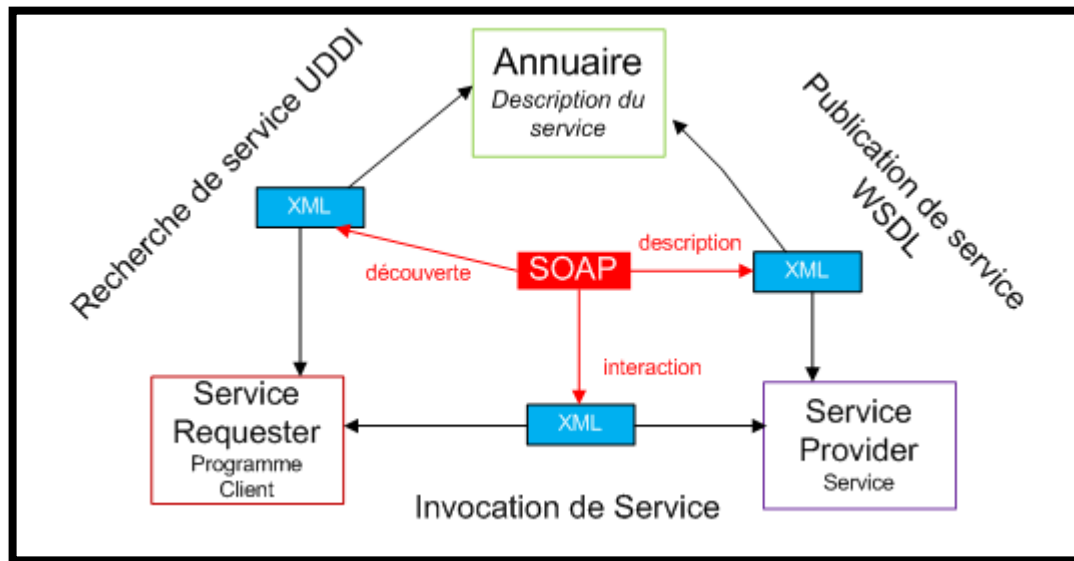 Recherche de service UDDI
Annuaire
Description du
service
Publication de service
WSDL
XML
découverte
SOAP
description
XML
interaction
XML
Service
Requester
Programme
Client
Service
Provider
Service
Invocation de Service